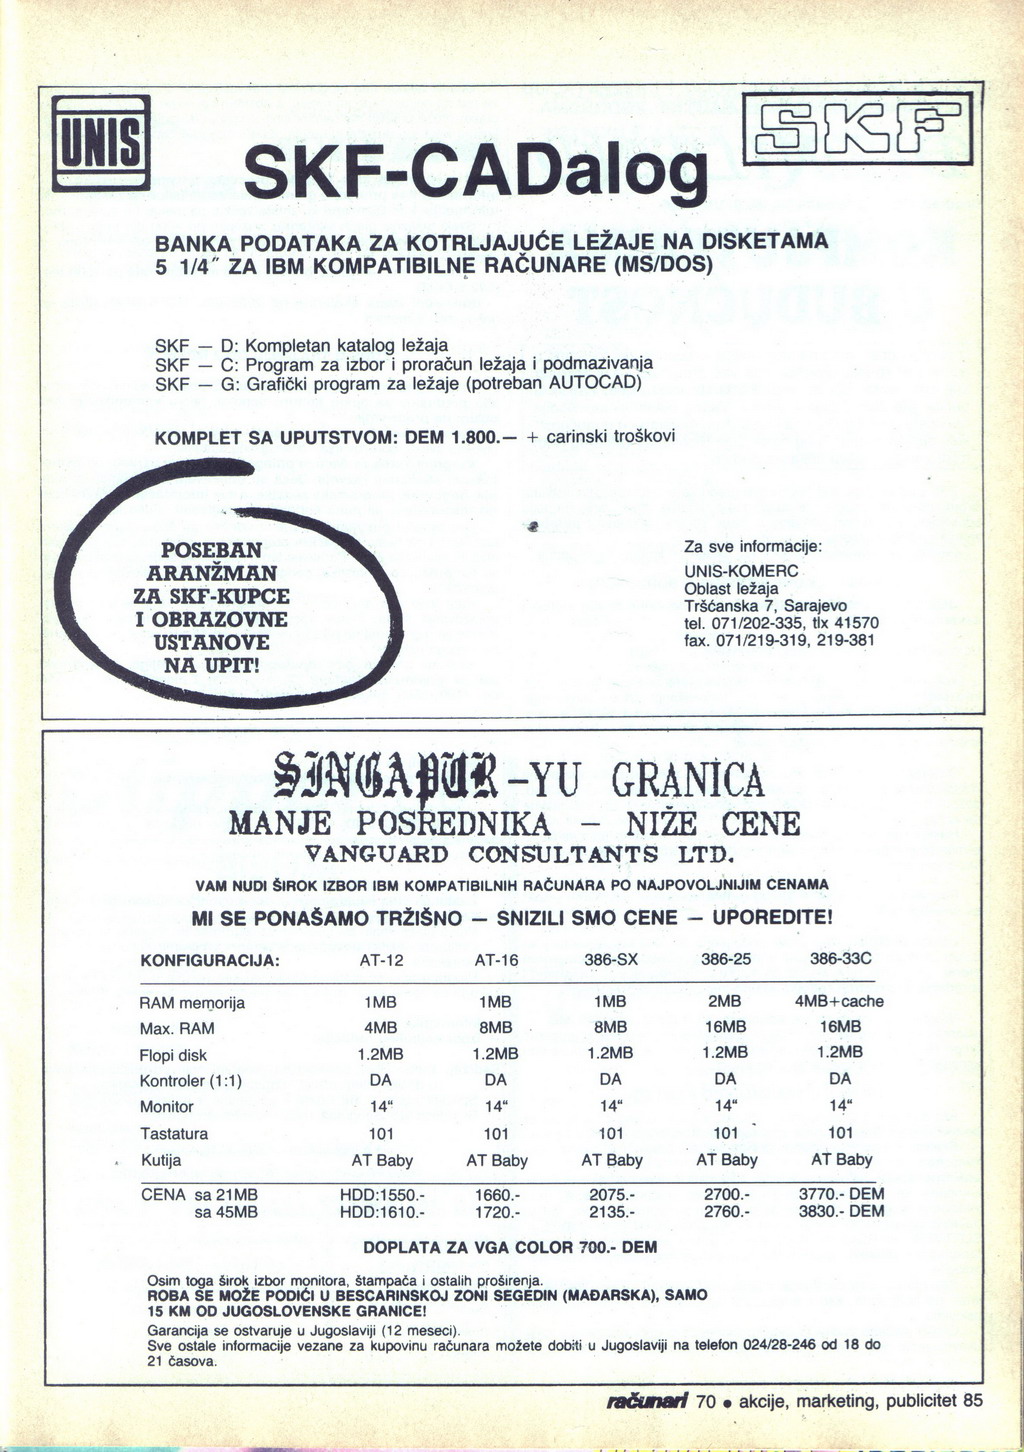 UNIS
SKF
SKF-CADalog
BANKA PODATAKA ZA KOTRLJAJUĆE LEŽAJE NA DISKETAMA
5 1/4" ZA IBM KOMPATIBILNE RAČUNARE (MS/DOS)
SKF — D: Kompletan katalog ležaja
SKF — C: Program za izbor i proračun ležaja i podmazivanja
SKF — G: Grafički program za ležaje (potreban AUTOCAD)
KOMPLET SA UPUTSTVOM: DEM 1.800.— + carinski troškovi
POSEBAN
ARANŽMAN
ZA SKF-KUPCE
I OBRAZOVNE
USTANOVE
NA UPIT!
Za sve informacije:
UNIS-KOMERC
Oblast ležaja
Tršćanska 7, Sarajevo
tel. 071/202-335, tlx 41570
fax. 071/219-319, 219-381
SINGAPUR-YU GRANICA
MANJE POSREDNIKA — NIŽE CENE
VANGUARD CONSULTANTS LTD.
VAM NUDI ŠIROK IZBOR IBM KOMPATIBILNIH RAČUNARA PO NAJPOVOLJNIJIM CENAMA
MI SE PONAŠAMO TRŽIŠNO — SNIZILI SMO CENE — UPOREDITE!
KONFIGURACIJA: AT-12 AT-16 386-SX 386-25 386-33C
RAM memorija 1MB 1MB 1MB 2MB 4MB+cache
Max. RAM 4MB 8MB 8MB 16MB 16MB
Flopi disk 1.2MB 1.2MB 1.2MB 1.2MB 1.2MB
Kontroler (1:1) DA DA DA DA DA
Monitor 14" 14" 14" 14" 14"
Tastatura 101 101 101 101 101
Kutija AT Baby AT Baby AT Baby AT Baby AT Baby
CENA sa 21MB HDD:1550.- 1660.- 2075.- 2700.- 3770.- DEM
sa 45MB HDD:1610.- 1720.- 2135.- 2760.- 3830.- DEM
DOPLATA ZA VGA COLOR 700.- DEM
Osim toga širok izbor monitora, štampača i ostalih proširenja.
ROBA SE MOŽE PODIĆI U BESCARINSKOJ ZONI SEGEDIN (MAĐARSKA), SAMO
15 KM OD JUGOSLOVENSKE GRANICE!
Garancija se ostvaruje u Jugoslaviji (12 meseci).
Sve ostale informacije vezane za kupovinu računara možete dobiti u Jugoslaviji na telefon 024/28-246 od 18 do
21 časova.
računari 70 • akcije, marketing, publicitet 85